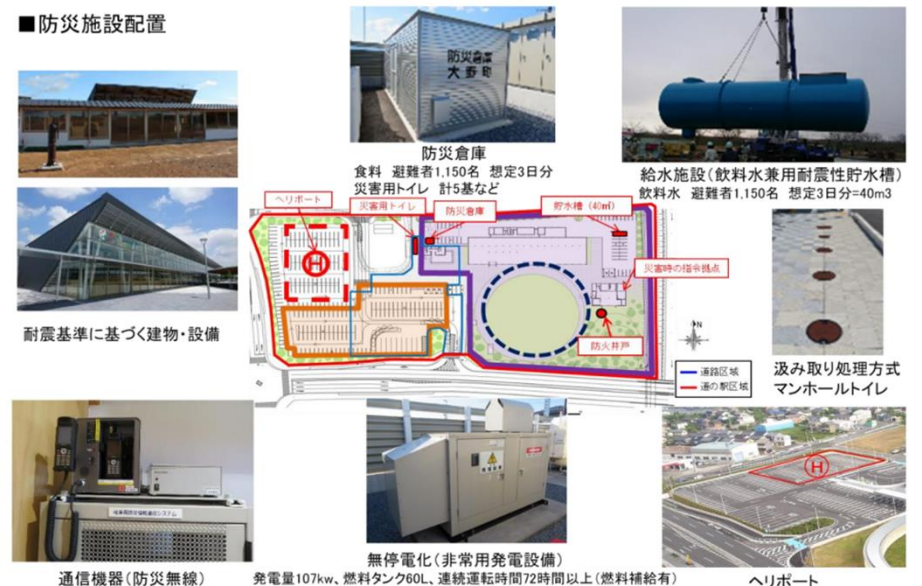 ■防災施設配置
防災倉庫
大野町
防災倉庫
食料 避難者1,150名 想定3日分
災害用トイレ 計5基など
給水施設(飲料水兼用耐震性貯水槽)
飲料水 避難者1,150名 想定3日分=40m3
耐震基準に基づく建物・設備
ヘリポート
災害用トイレ
防災倉庫
貯水槽(40㎥)
災害時の指令拠点
防火井戸
H
N
道路区域
道の駅区域
汲み取り処理方式
マンホールトイレ
通信機器(防災無線)
無停電化(非常用発電設備)
発電量107kw、燃料タンク60L、連続運転時間72時間以上(燃料補給有)
H
ヘリポート